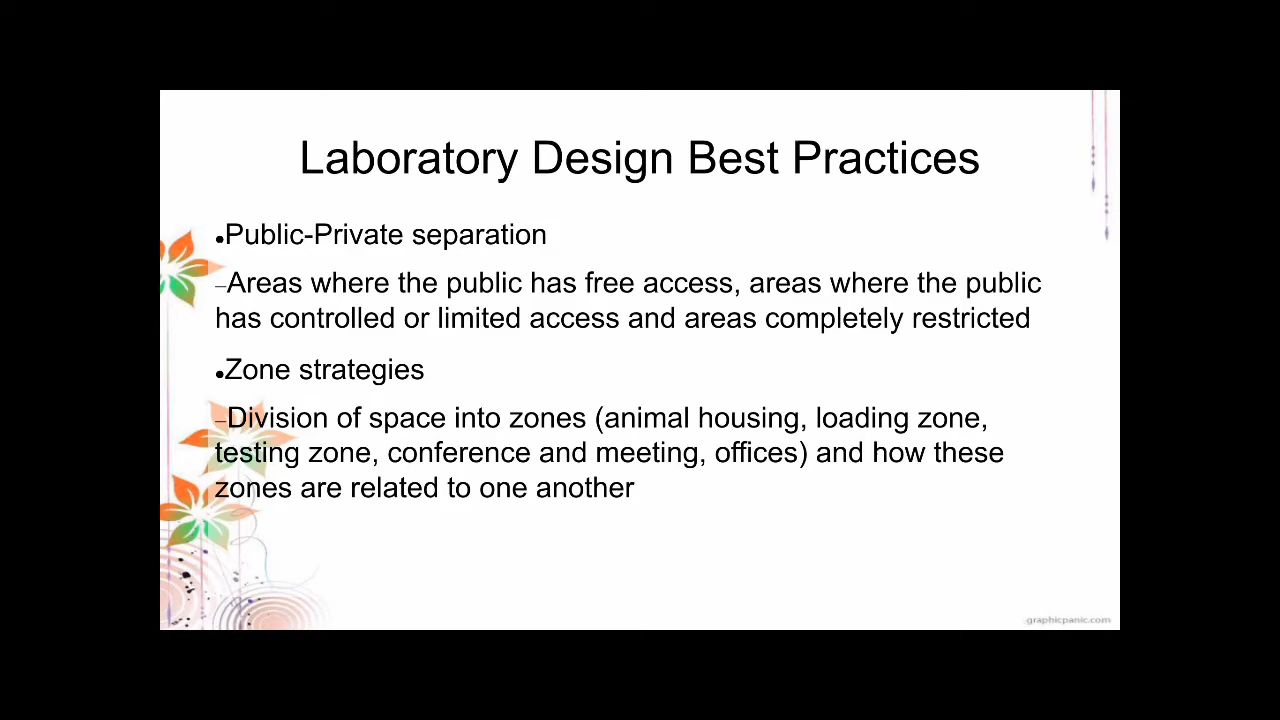 Laboratory Design Best Practices
●Public-Private separation
–Areas where the public has free access, areas where the public
has controlled or limited access and areas completely restricted
●Zone strategies
–Division of space into zones (animal housing, loading zone,
testing zone, conference and meeting, offices) and how these
zones are related to one another
graphicpanic.com